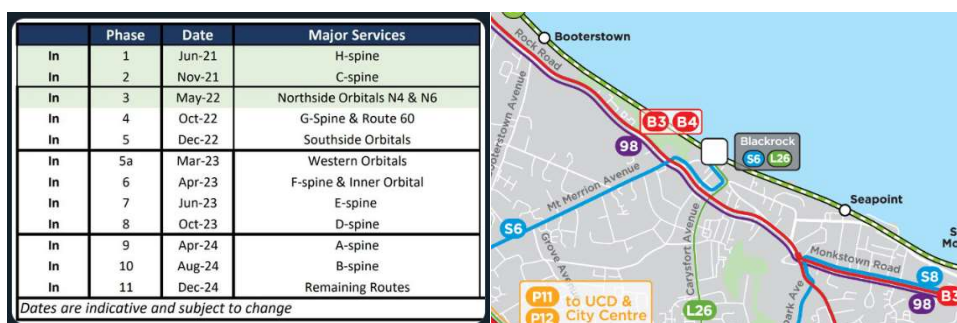 Phase Date Major Services
In 1 Jun-21 H-spine
In 2 Nov-21 C-spine
In 3 May-22 Northside Orbitals N4 & N6
In 4 Oct-22 G-Spine & Route 60
In 5 Dec-22 Southside Orbitals
In 5a Mar-23 Western Orbitals
In 6 Apr-23 F-spine & Inner Orbital
In 7 Jun-23 E-spine
In 8 Oct-23 D-spine
In 9 Apr-24 A-spine
In 10 Aug-24 B-spine
In 11 Dec-24 Remaining Routes
Dates are indicative and subject to change
Booterstown
Rock Road
Avenue
B3 B4
98
Blackrock
S6 L26
Mt Merrion Avenue
Seapoint
S6
Grove
Carysfort Avenue
Monkstown Road
S8
B3
98
P11
to UCD &
P12
City Centre
L26